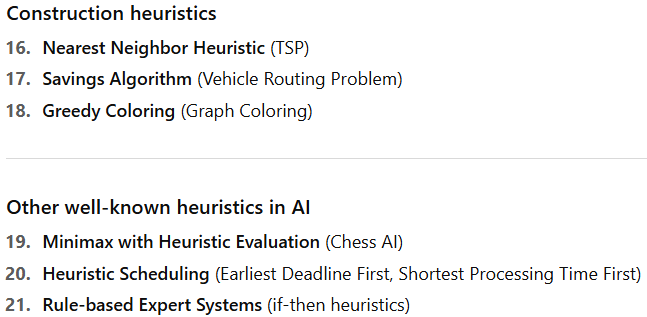 Construction heuristics
16. Nearest Neighbor Heuristic (TSP)
17. Savings Algorithm (Vehicle Routing Problem)
18. Greedy Coloring (Graph Coloring)
Other well-known heuristics in AI
19. Minimax with Heuristic Evaluation (Chess AI)
20. Heuristic Scheduling (Earliest Deadline First, Shortest Processing Time First)
21. Rule-based Expert Systems (if-then heuristics)